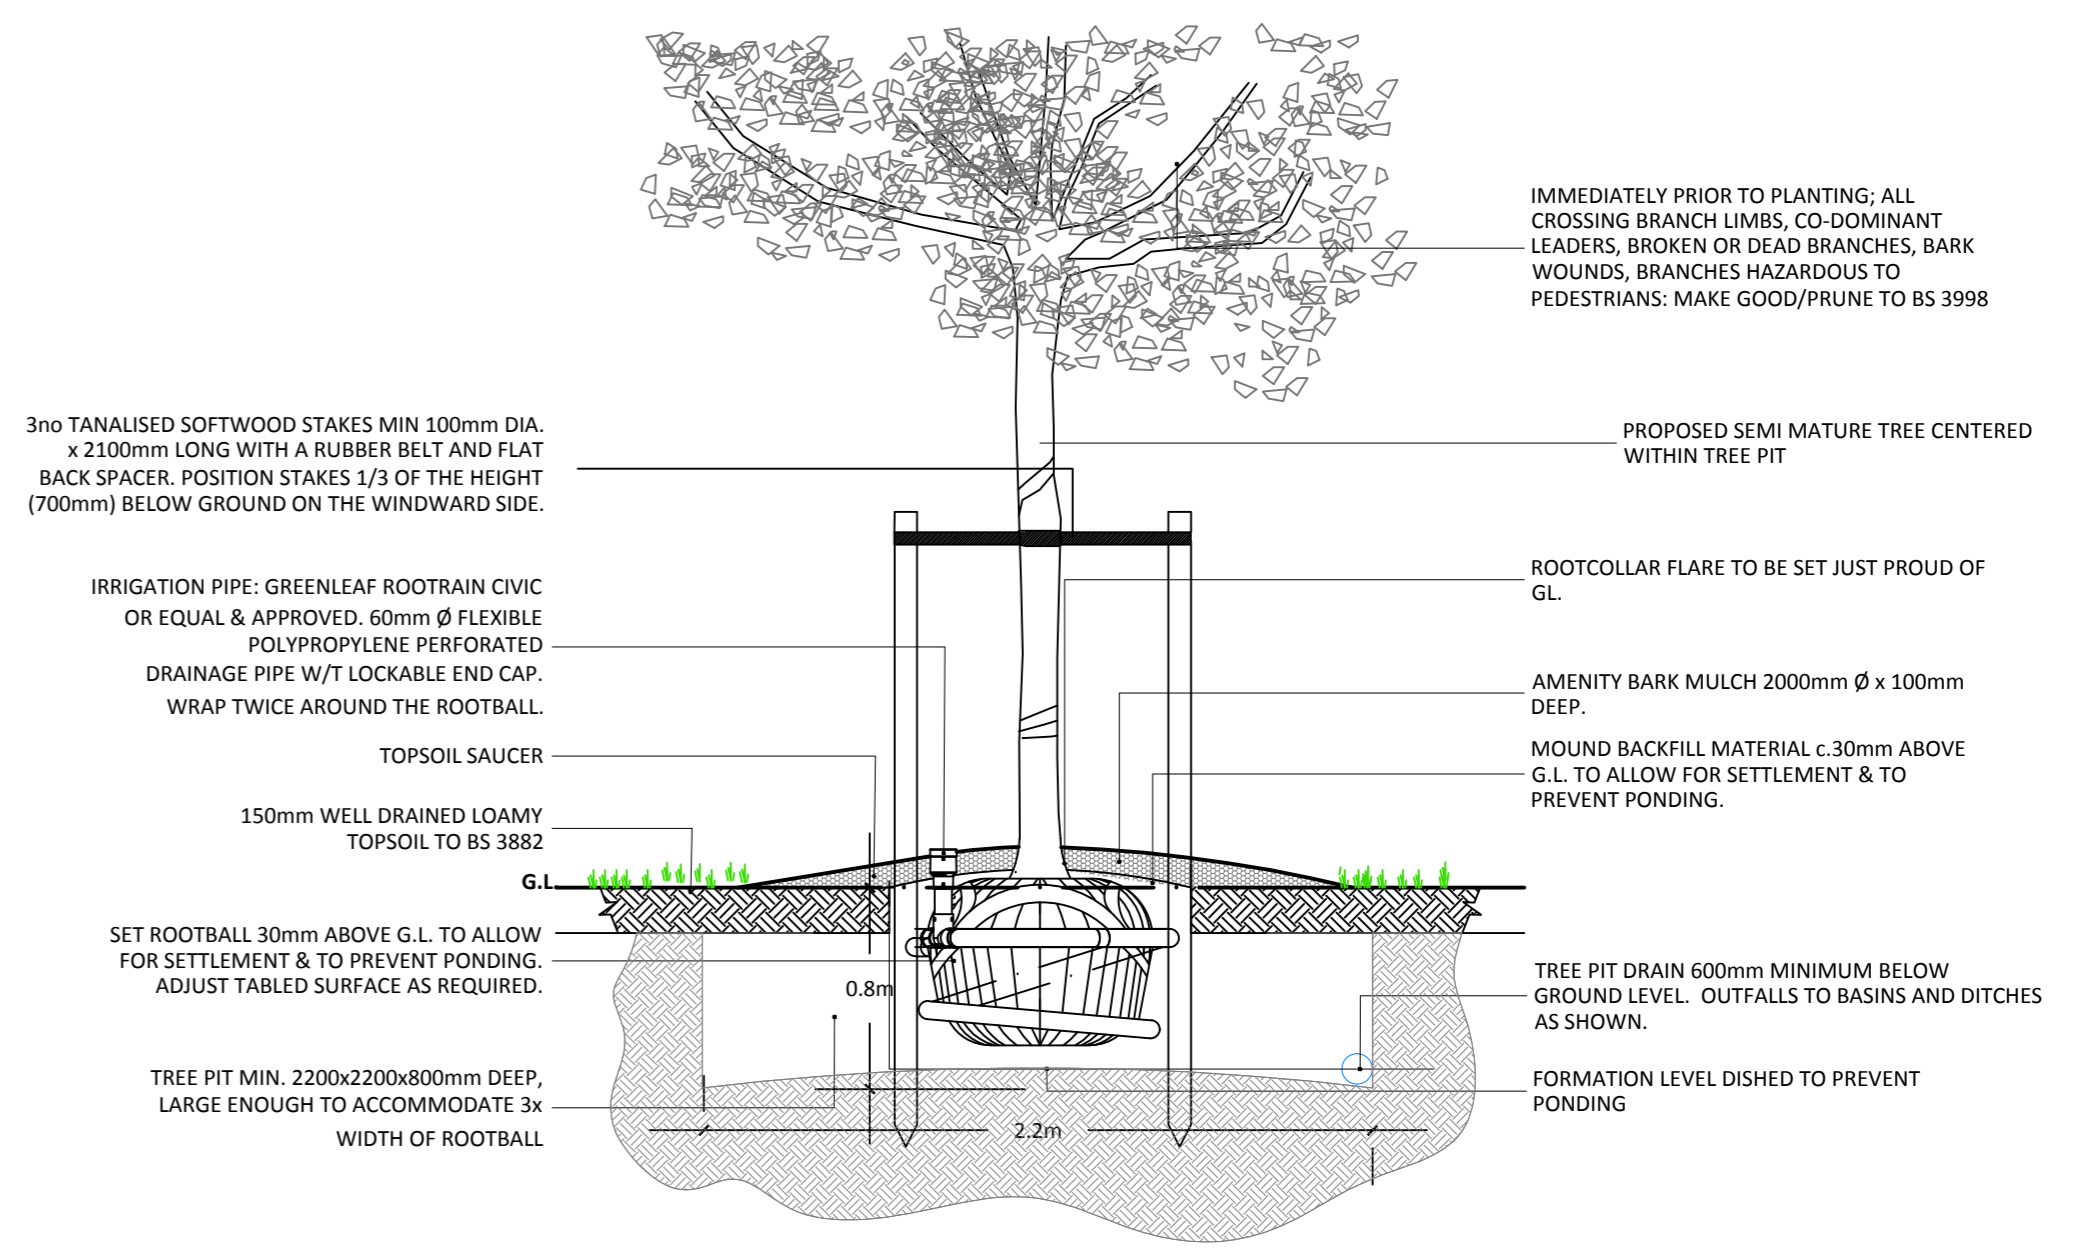 IMMEDIATELY PRIOR TO PLANTING; ALL
CROSSING BRANCH LIMBS, CO-DOMINANT
LEADERS, BROKEN OR DEAD BRANCHES, BARK
WOUNDS, BRANCHES HAZARDOUS TO
PEDESTRIANS: MAKE GOOD/PRUNE TO BS 3998
3no TANALISED SOFTWOOD STAKES MIN 100mm DIA.
x 2100mm LONG WITH A RUBBER BELT AND FLAT
BACK SPACER. POSITION STAKES 1/3 OF THE HEIGHT
(700mm) BELOW GROUND ON THE WINDWARD SIDE.
PROPOSED SEMI MATURE TREE CENTERED
WITHIN TREE PIT
IRRIGATION PIPE: GREENLEAF ROOTRAIN CIVIC
OR EQUAL & APPROVED. 60mm Ø FLEXIBLE
POLYPROPYLENE PERFORATED
DRAINAGE PIPE W/T LOCKABLE END CAP.
WRAP TWICE AROUND THE ROOTBALL.
ROOTCOLLAR FLARE TO BE SET JUST PROUD OF
GL.
AMENITY BARK MULCH 2000mm Ø x 100mm
DEEP.
TOPSOIL SAUCER
MOUND BACKFILL MATERIAL c.30mm ABOVE
G.L. TO ALLOW FOR SETTLEMENT & TO
PREVENT PONDING.
150mm WELL DRAINED LOAMY
TOPSOIL TO BS 3882
G.L.
SET ROOTBALL 30mm ABOVE G.L. TO ALLOW
FOR SETTLEMENT & TO PREVENT PONDING.
ADJUST TABLED SURFACE AS REQUIRED.
0.8m
TREE PIT DRAIN 600mm MINIMUM BELOW
GROUND LEVEL. OUTFALLS TO BASINS AND DITCHES
AS SHOWN.
TREE PIT MIN. 2200x2200x800mm DEEP,
LARGE ENOUGH TO ACCOMMODATE 3x
WIDTH OF ROOTBALL
FORMATION LEVEL DISHED TO PREVENT
PONDING
2.2m